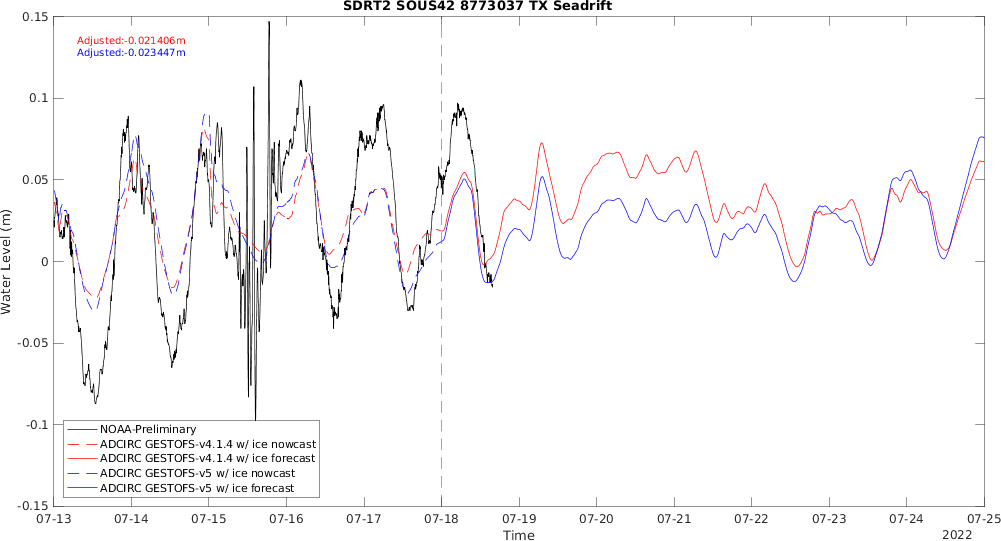 SDRT2 SOUS42 8773037 TX Seadrift
Adjusted:-0.021406m
Adjusted:-0.023447m
Water Level (m)
0.15
0.1
0.05
0
-0.05
-0.1
-0.15
NOAA-Preliminary
ADCIRC GESTOFS-v4.1.4 w/ ice nowcast
ADCIRC GESTOFS-v4.1.4 w/ ice forecast
ADCIRC GESTOFS-v5 w/ ice nowcast
ADCIRC GESTOFS-v5 w/ ice forecast
07-13 07-14 07-15 07-16 07-17 07-18 07-19 07-20 07-21 07-22 07-23 07-24 07-25
Time
2022